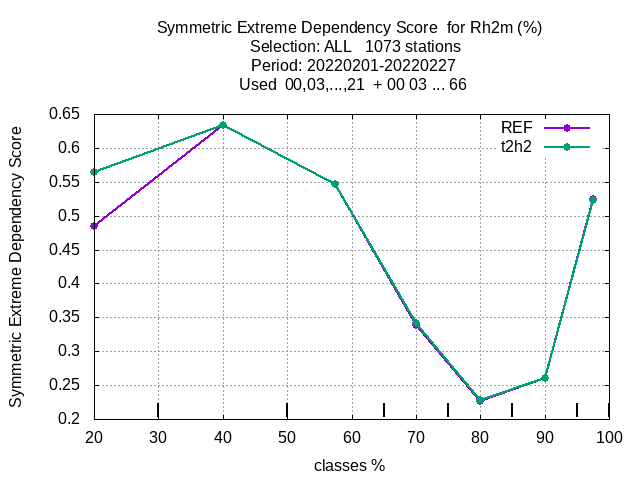 Symmetric Extreme Dependency Score  for Rh2m (%)
Selection: ALL   1073 stations
Period: 20220201-20220227
Used  00,03,...,21  + 00 03 ... 66
Symmetric Extreme Dependency Score
0.65
0.6
0.55
0.5
0.45
0.4
0.35
0.3
0.25
0.2
REF
t2h2
20 30 40 50 60 70 80 90 100
classes %